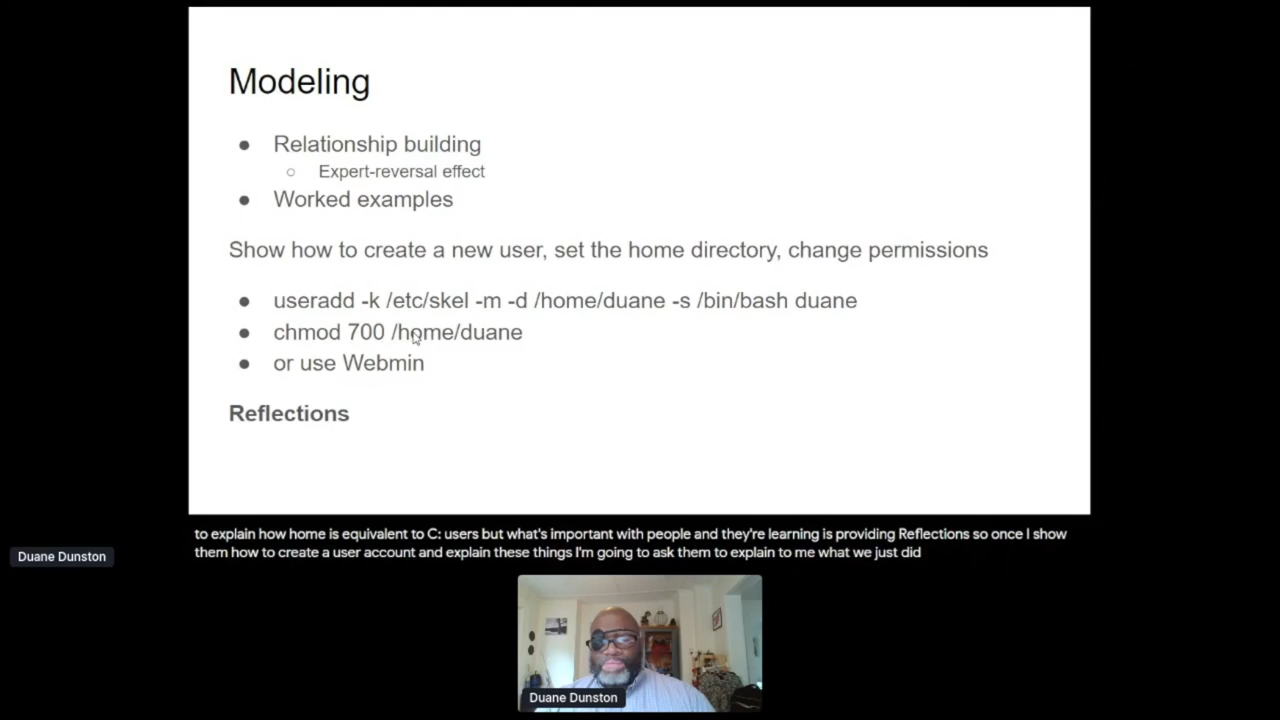 Modeling
● Relationship building
○ Expert-reversal effect
● Worked examples
Show how to create a new user, set the home directory, change permissions
● useradd -k /etc/skel -m -d /home/duane -s /bin/bash duane
● chmod 700 /home/duane
● or use Webmin
Reflections
to explain how home is equivalent to C: users but what's important with people and they're learning is providing Reflections so once I show
them how to create a user account and explain these things I'm going to ask them to explain to me what we just did
Duane Dunston
Duane Dunston